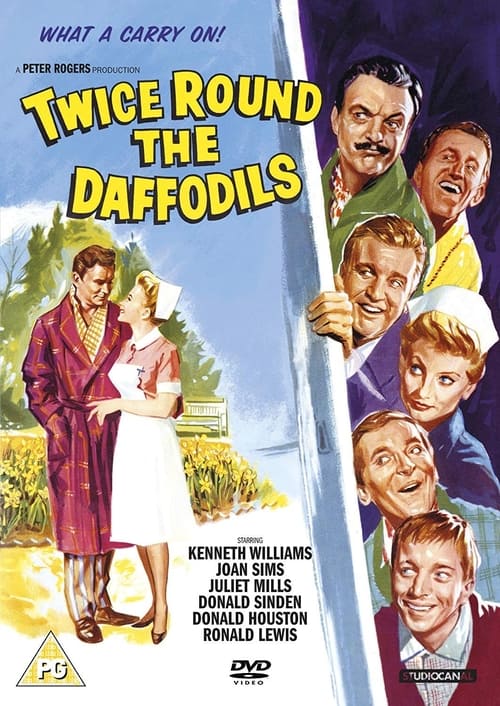 WHAT A CARRY ON!
A PETER ROGERS PRODUCTION
TWICE ROUND
THE
DAFFODILS
STARRING
KENNETH WILLIAMS
JOAN SIMS
JULIET MILLS
DONALD SINDEN
DONALD HOUSTON
RONALD LEWIS
PG
DVD
VIDEO
STUDIOCANAL